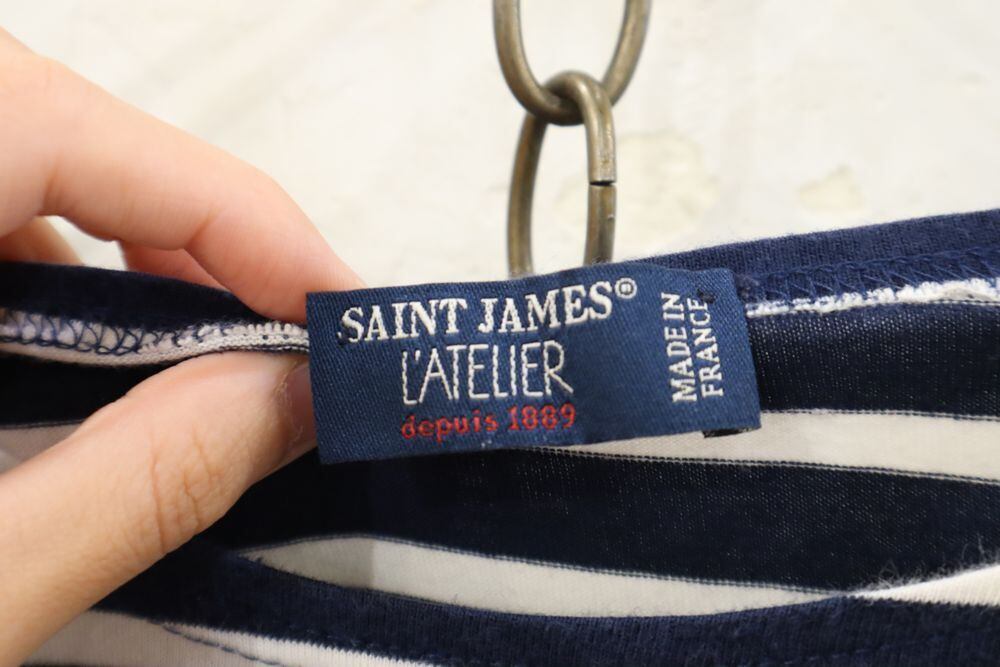 SAINT JAMES®
L'ATELIER
depuis 1889
MADE IN
FRANCE